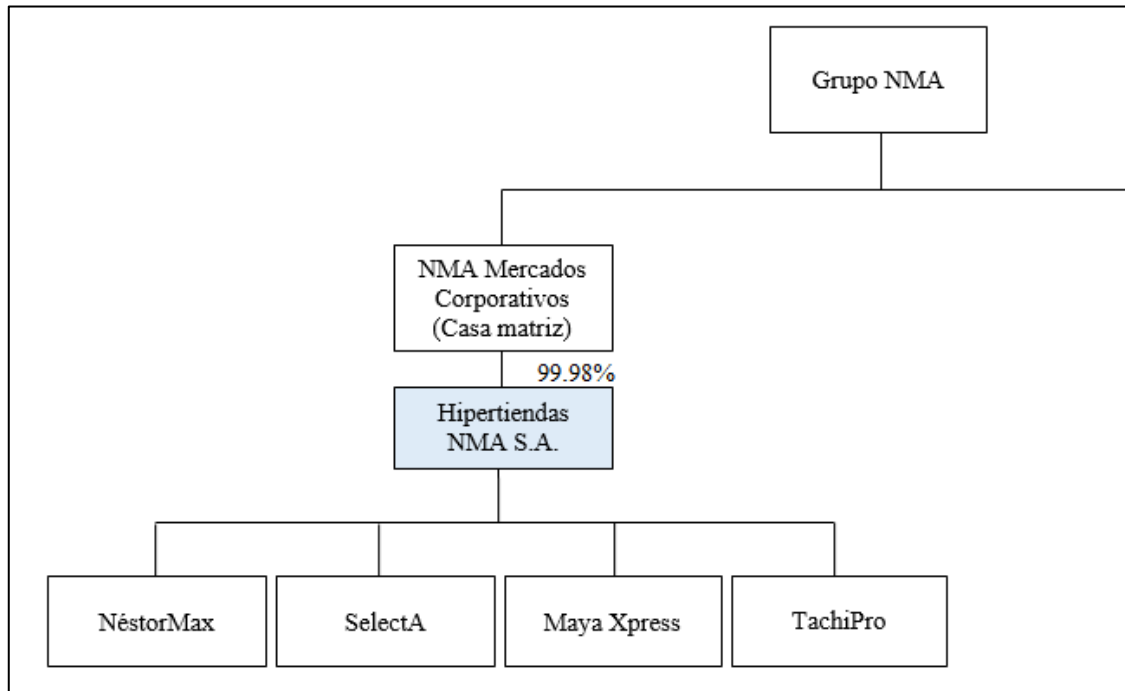 Grupo NMA
NMA Mercados
Corporativos
(Casa matriz)
99.98%
Hipertiendas
NMA S.A.
NéstorMax
SelectA
Maya Xpress
TachiPro